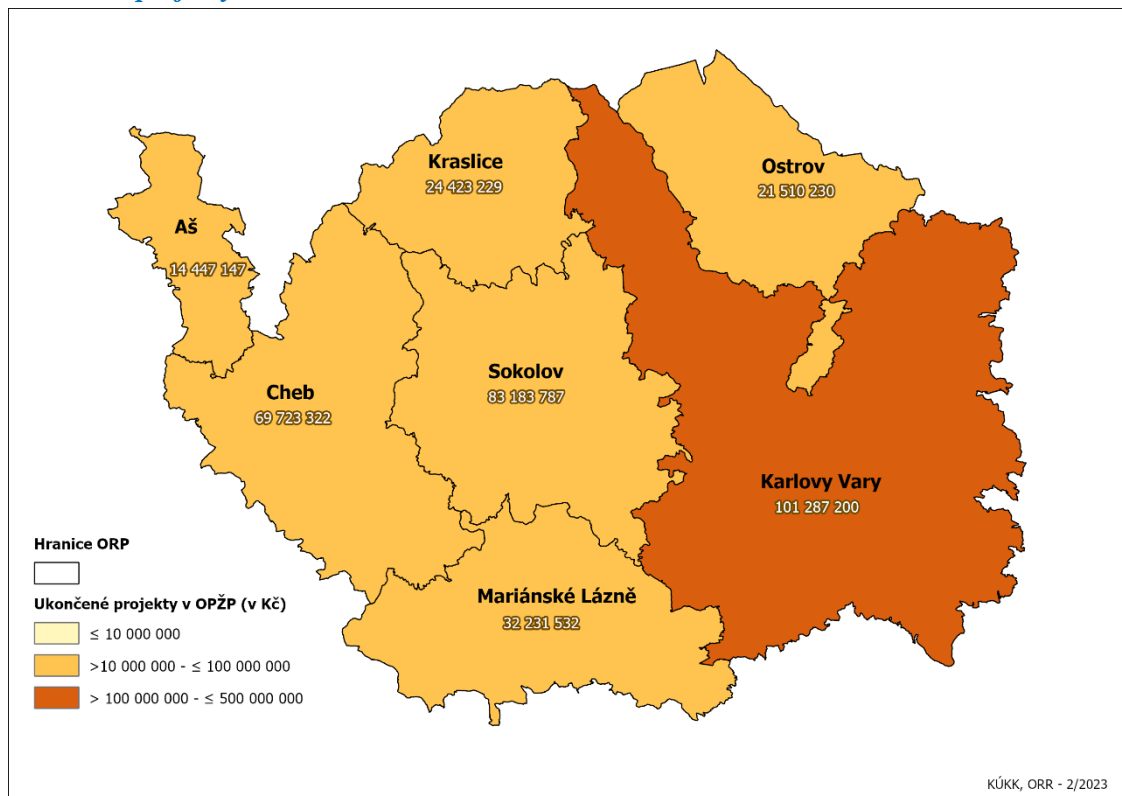 Kraslice
24 423 229
Ostrov
21 510 230
Aš
14 447 147
Sokolov
83 183 787
Cheb
69 723 322
Karlovy Vary
101 287 200
Mariánské Lázně
32 231 532
Hranice ORP
Ukončené projekty v OPŽP (v Kč)
≤ 10 000 000
>10 000 000 - ≤ 100 000 000
> 100 000 000 - ≤ 500 000 000
KÚKK, ORR - 2/2023